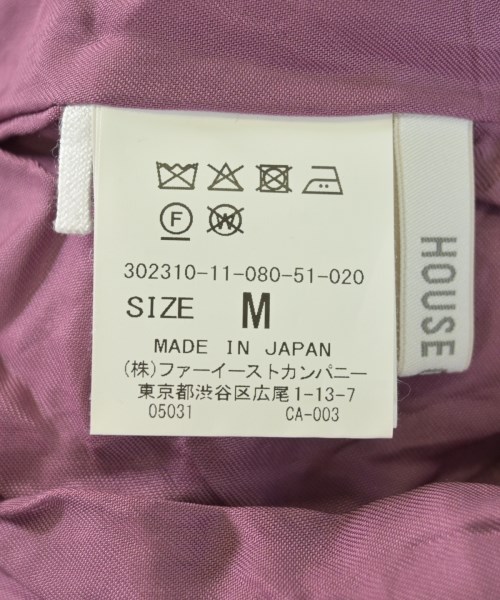 F
W
302310-11-080-51-020
SIZE M
MADE IN JAPAN
(株)ファーイーストカンパニー
東京都渋谷区広尾1-13-7
05031 CA-003
HOUSE